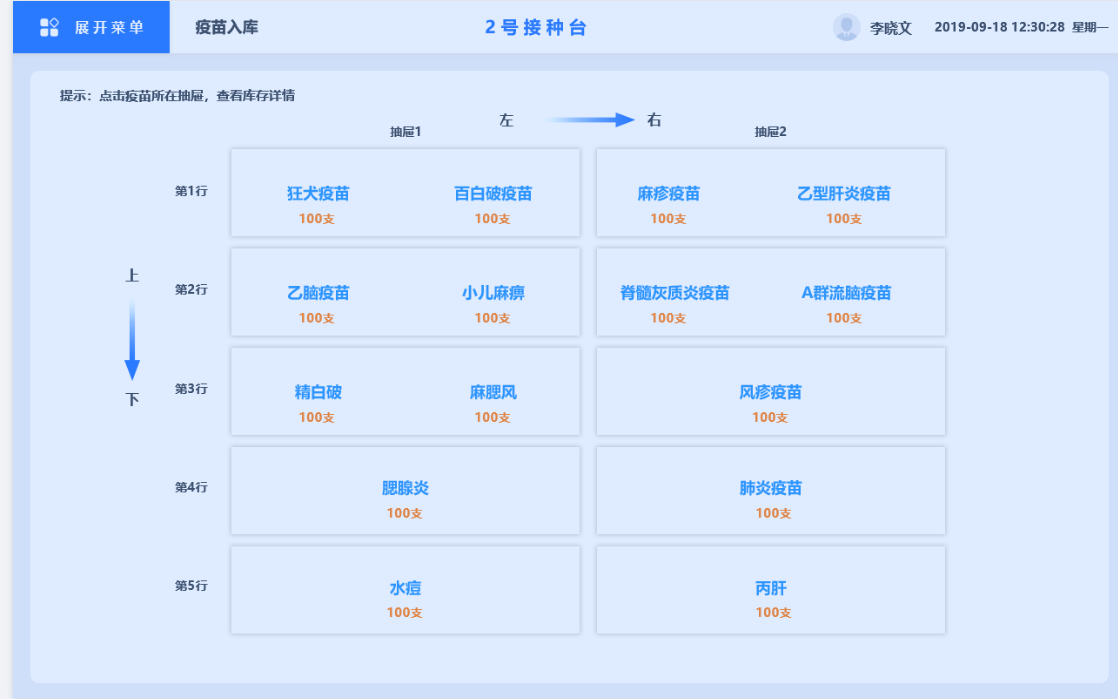 展开菜单 疫苗入库 2号接种台 李晓文 2019-09-18 12:30:28 星期一
提示：点击疫苗所在抽屉，查看库存详情
左 右
抽屉1 抽屉2
第1行 狂犬疫苗 百白破疫苗 麻疹疫苗 乙型肝炎疫苗
100支 100支 100支 100支
上
第2行 乙脑疫苗 小儿麻痹 脊髓灰质炎疫苗 A群流脑疫苗
100支 100支 100支 100支
第3行 精白破 麻腮风 风疹疫苗
下
100支 100支 100支
第4行 腮腺炎 肺炎疫苗
100支 100支
第5行 水痘 丙肝
100支 100支